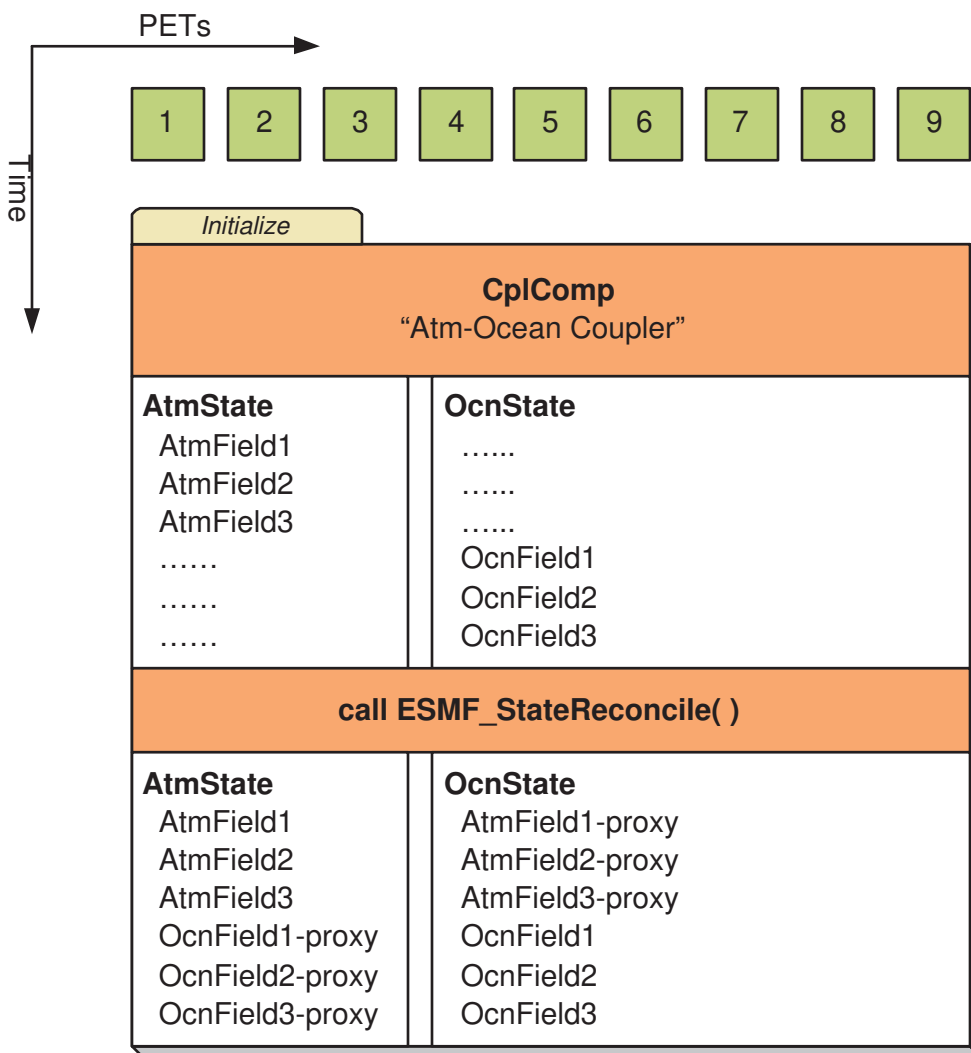 PETs
Time
1 2 3 4 5 6 7 8 9
Initialize
CplComp
“Atm-Ocean Coupler”
AtmState
AtmField1
AtmField2
AtmField3
……
……
……
OcnState
…...
…...
…...
OcnField1
OcnField2
OcnField3
call ESMF_StateReconcile( )
AtmState
AtmField1
AtmField2
AtmField3
OcnField1-proxy
OcnField2-proxy
OcnField3-proxy
OcnState
AtmField1-proxy
AtmField2-proxy
AtmField3-proxy
OcnField1
OcnField2
OcnField3